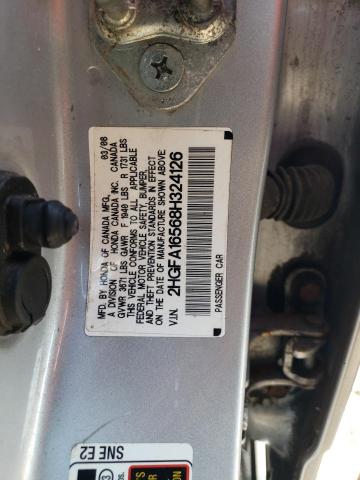 MFG. BY HONDA OF CANADA MFG. 03/08
A DIVISION OF HONDA CANADA INC. CANADA
GVWR 3671 LBS GAWR F 1940 LBS R 1731 LBS
THIS VEHICLE CONFORMS TO ALL APPLICABLE
FEDERAL MOTOR VEHICLE SAFETY, BUMPER,
AND THEFT PREVENTION STANDARDS IN EFFECT
ON THE DATE OF MANUFACTURE SHOWN ABOVE.
V.I.N. 2HGFA16568H324126
PASSENGER CAR
SNE E2